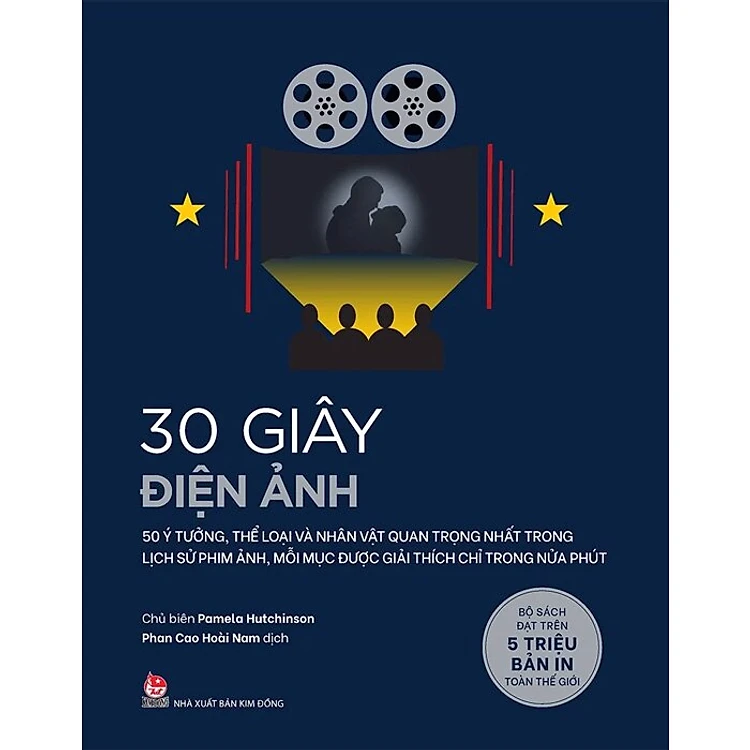 30 GIÂY
ĐIỆN ẢNH
50 Ý TƯỞNG, THỂ LOẠI VÀ NHÂN VẬT QUAN TRỌNG NHẤT TRONG
LỊCH SỬ PHIM ẢNH, MỖI MỤC ĐƯỢC GIẢI THÍCH CHỈ TRONG NỬA PHÚT
Chủ biên Pamela Hutchinson
Phan Cao Hoài Nam dịch
BỘ SÁCH
ĐẠT TRÊN
5 TRIỆU
BẢN IN
TOÀN THẾ GIỚI
KIM ĐỒNG
NHÀ XUẤT BẢN KIM ĐỒNG